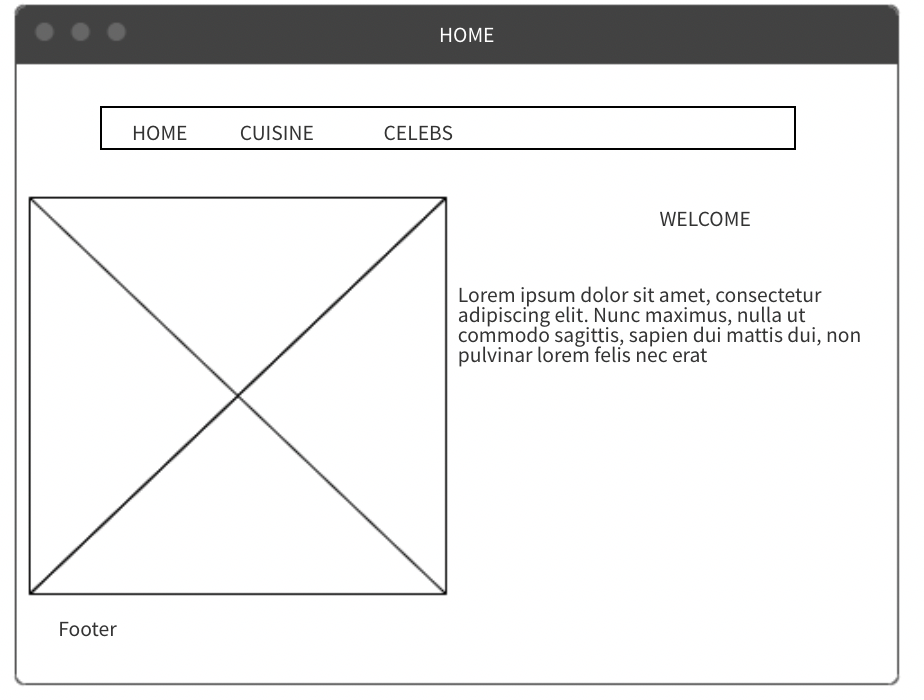 HOME
HOME CUISINE CELEBS
WELCOME
Lorem ipsum dolor sit amet, consectetur
adipiscing elit. Nunc maximus, nulla ut
commodo sagittis, sapien dui mattis dui, non
pulvinar lorem felis nec erat
Footer